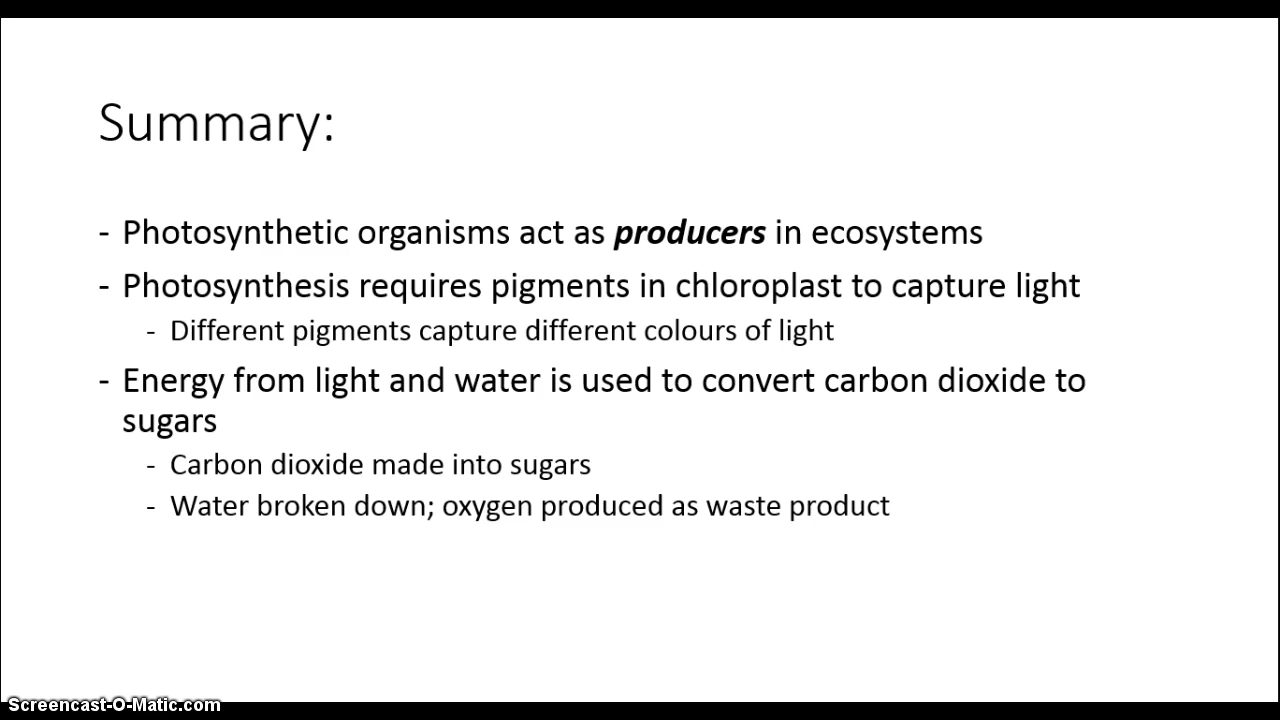 Summary:
- Photosynthetic organisms act as producers in ecosystems
- Photosynthesis requires pigments in chloroplast to capture light
- Different pigments capture different colours of light
- Energy from light and water is used to convert carbon dioxide to
sugars
- Carbon dioxide made into sugars
- Water broken down; oxygen produced as waste product
Screencast-O-Matic.com